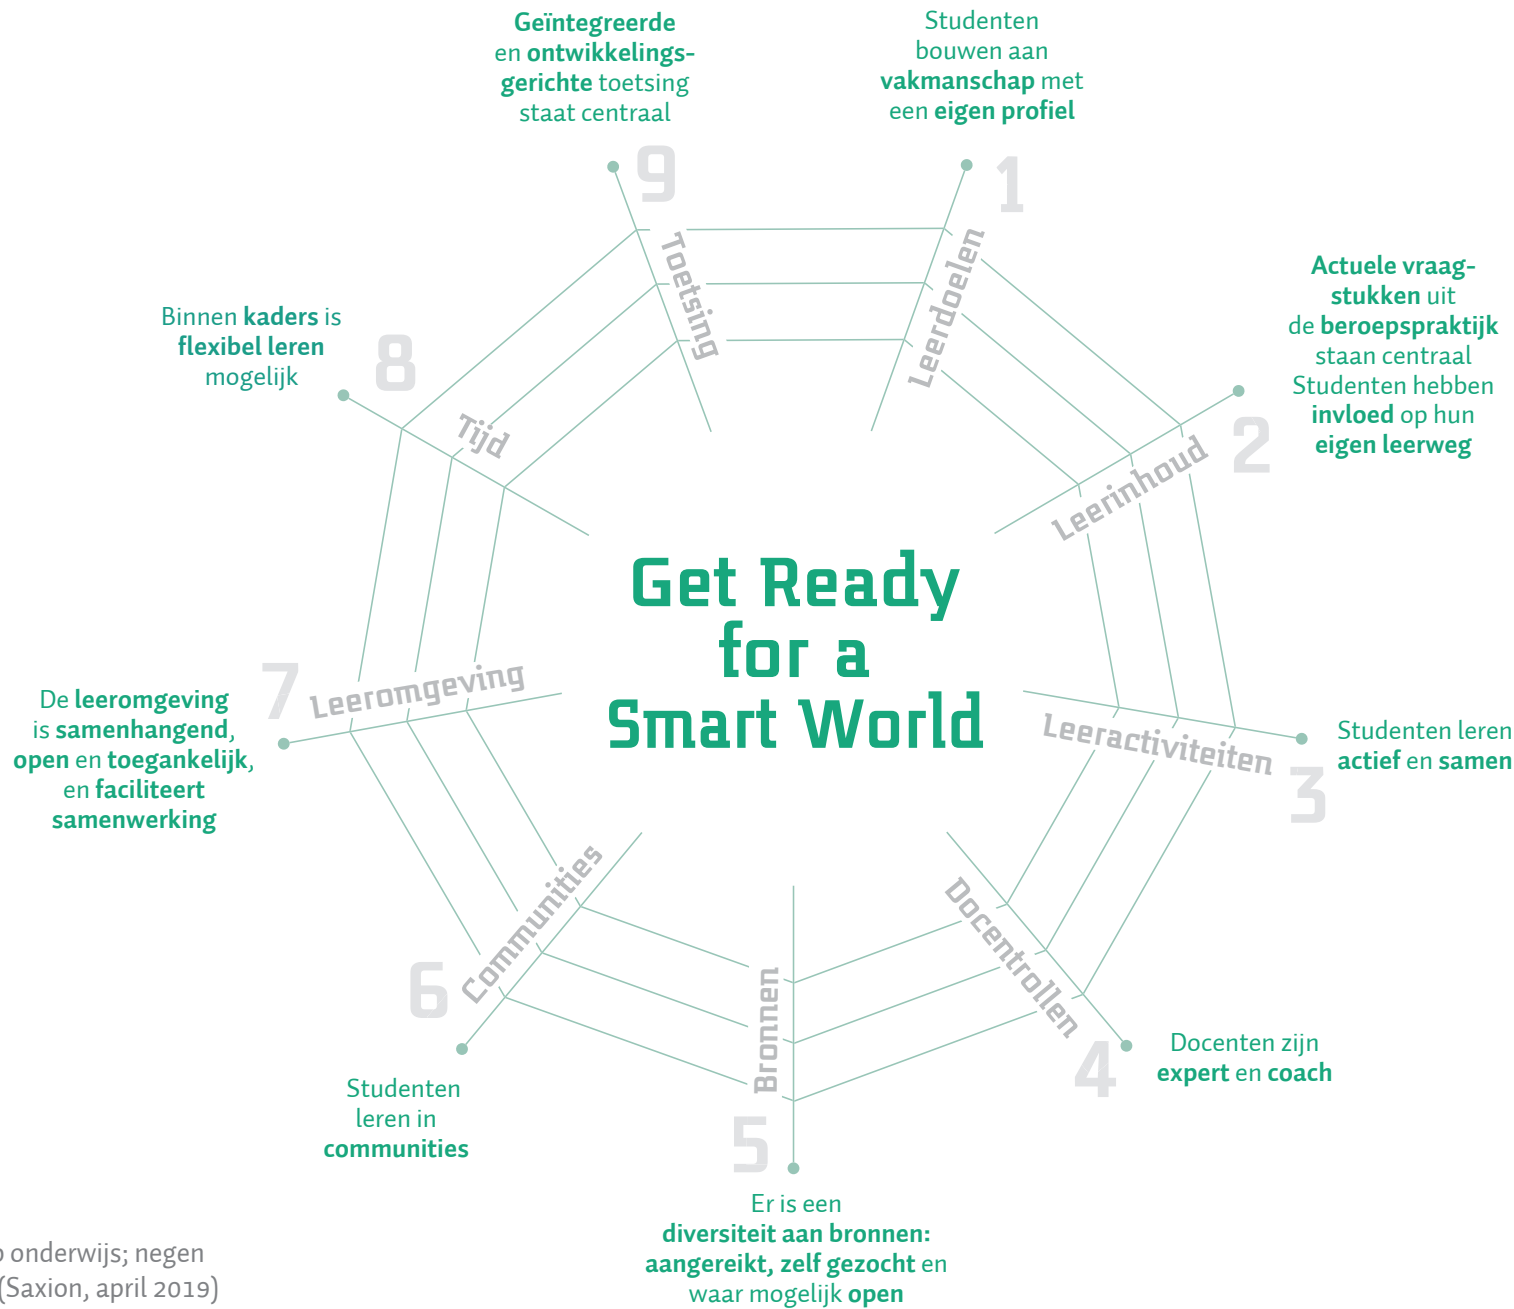 Geïntegreerde
en ontwikkelings-
gerichte toetsing
staat centraal
9
Toetsing
Studenten
bouwen aan
vakmanschap met
een eigen profiel
1
Leerdoelen
Actuele vraag-
stukken uit
de beroepspraktijk
staan centraal
Studenten hebben
invloed op hun
eigen leerweg
2
Leerinhoud
Binnen kaders is
flexibel leren
mogelijk
8
Tijd
Get Ready
for a
Smart World
De leeromgeving
is samenhangend,
open en toegankelijk,
en faciliteert
samenwerking
7
Leeromgeving
Leeractiviteiten
3
Studenten leren
actief en samen
Docentrollen
4
Docenten zijn
expert en coach
Communities
6
Studenten
leren in
communities
Bronnen
5
Er is een
diversiteit aan bronnen:
aangereikt, zelf gezocht en
waar mogelijk open
onderwijs; negen
(Saxion, april 2019)